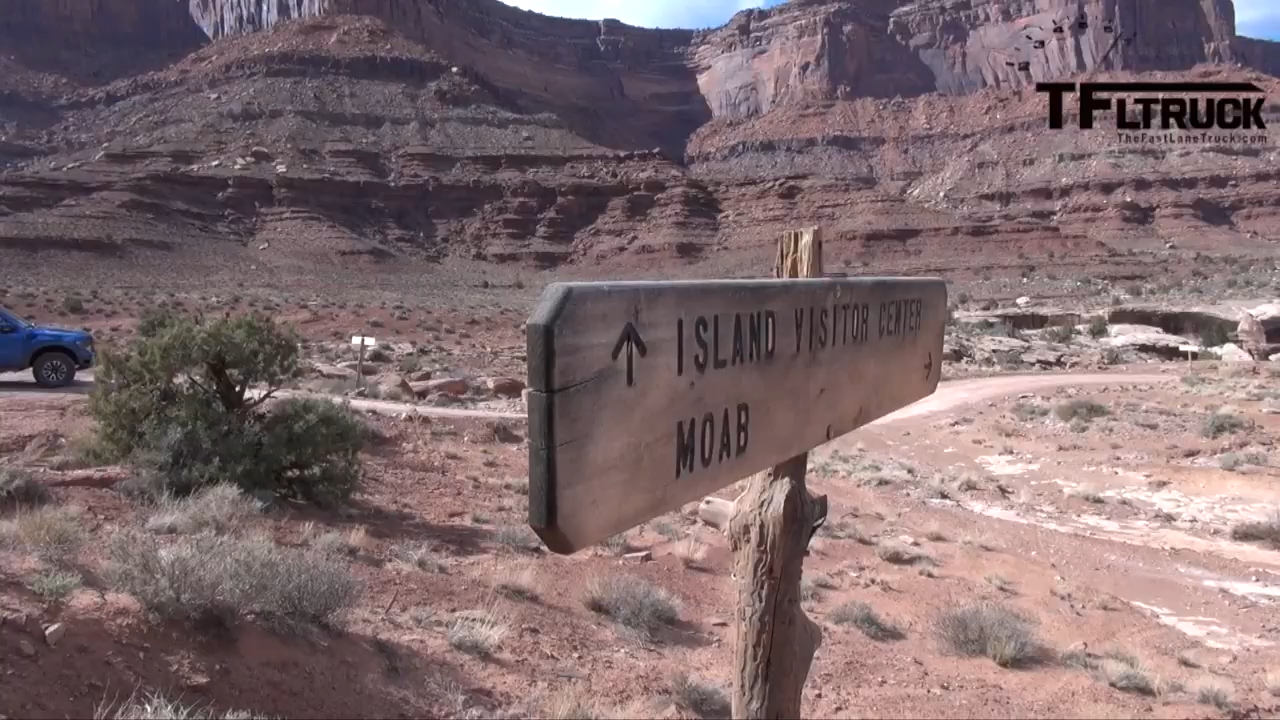 TFLTRUCK
TheFastLaneTruck.com
↑ ISLAND VISITOR CENTER
MOAB →